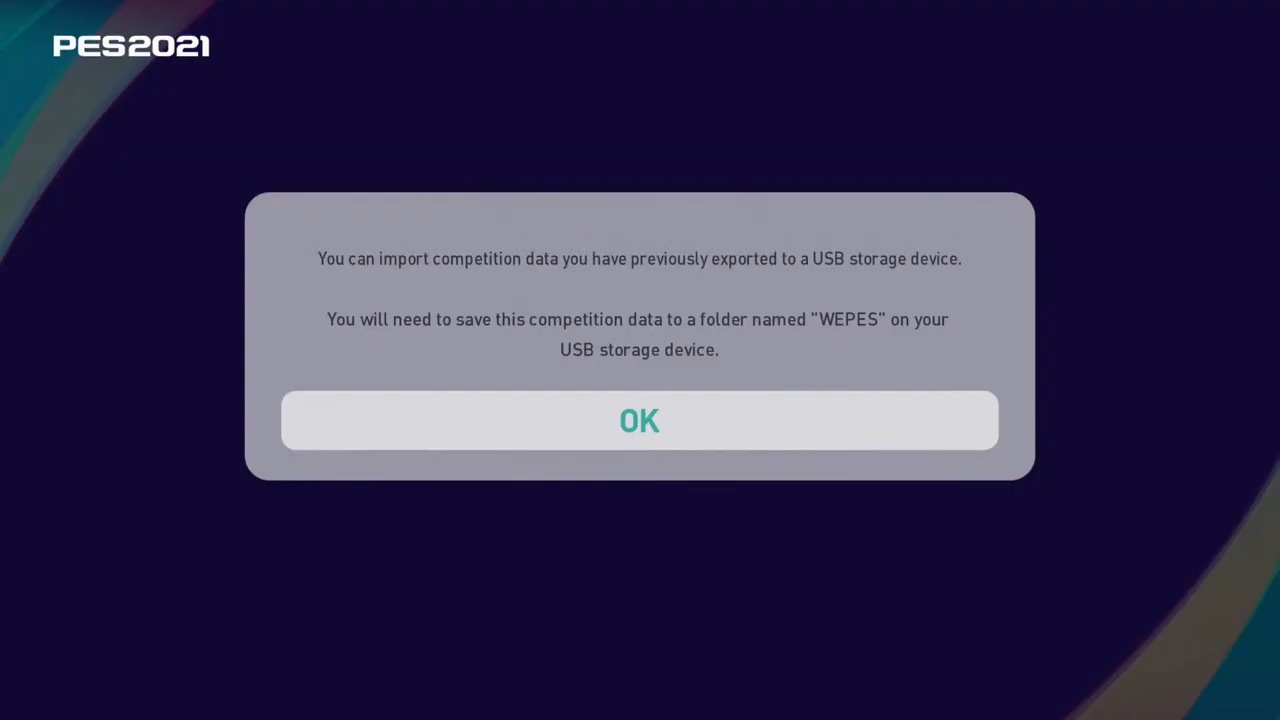 PES2021
You can import competition data you have previously exported to a USB storage device.
You will need to save this competition data to a folder named "WEPES" on your
USB storage device.
OK